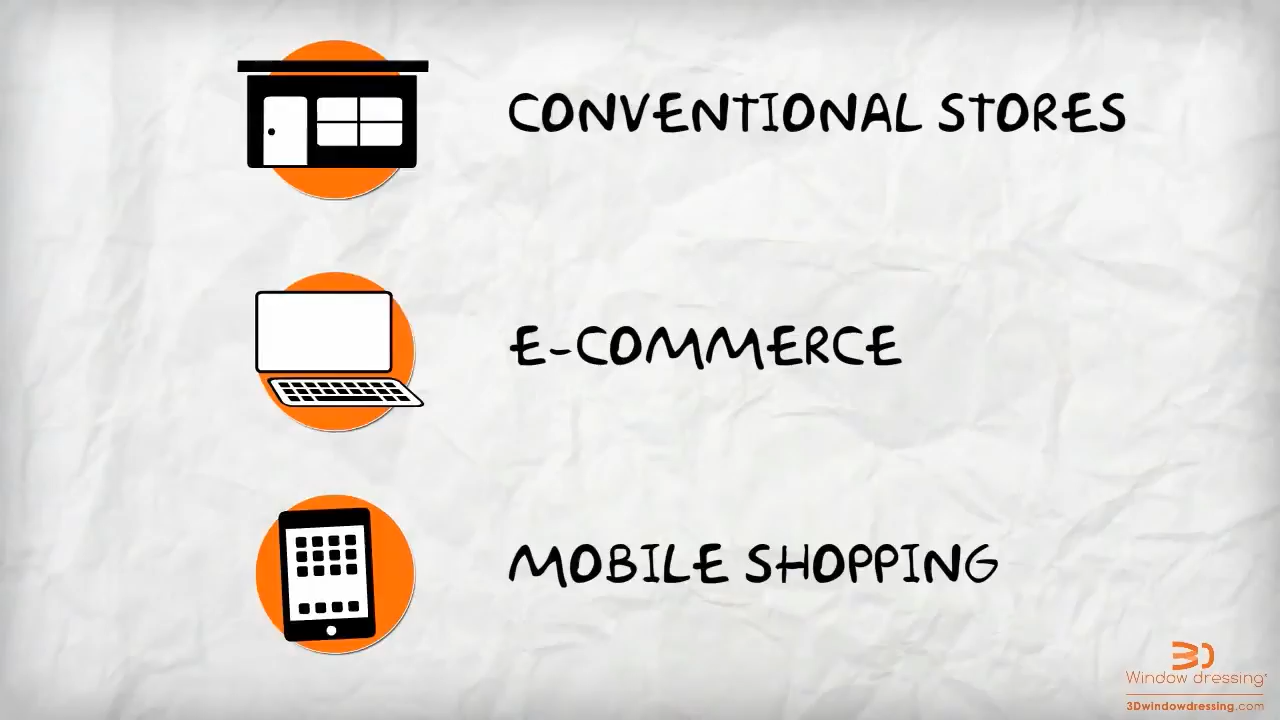 CONVENTIONAL STORES
E-COMMERCE
MOBILE SHOPPING
3D
Window dressing
3Dwindowdressing.com